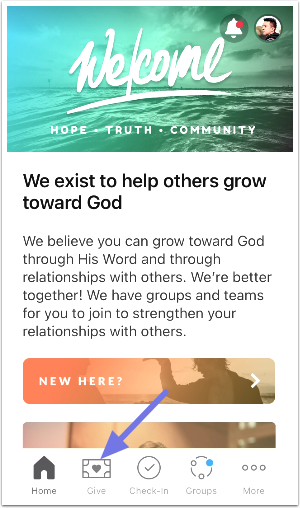 Welcome
HOPE • TRUTH • COMMUNITY
We exist to help others grow
toward God
We believe you can grow toward God
through His Word and through
relationships with others. We're better
together! We have groups and teams
for you to join to strengthen your
relationships with others.
NEW HERE?
Home Give Check-In Groups More